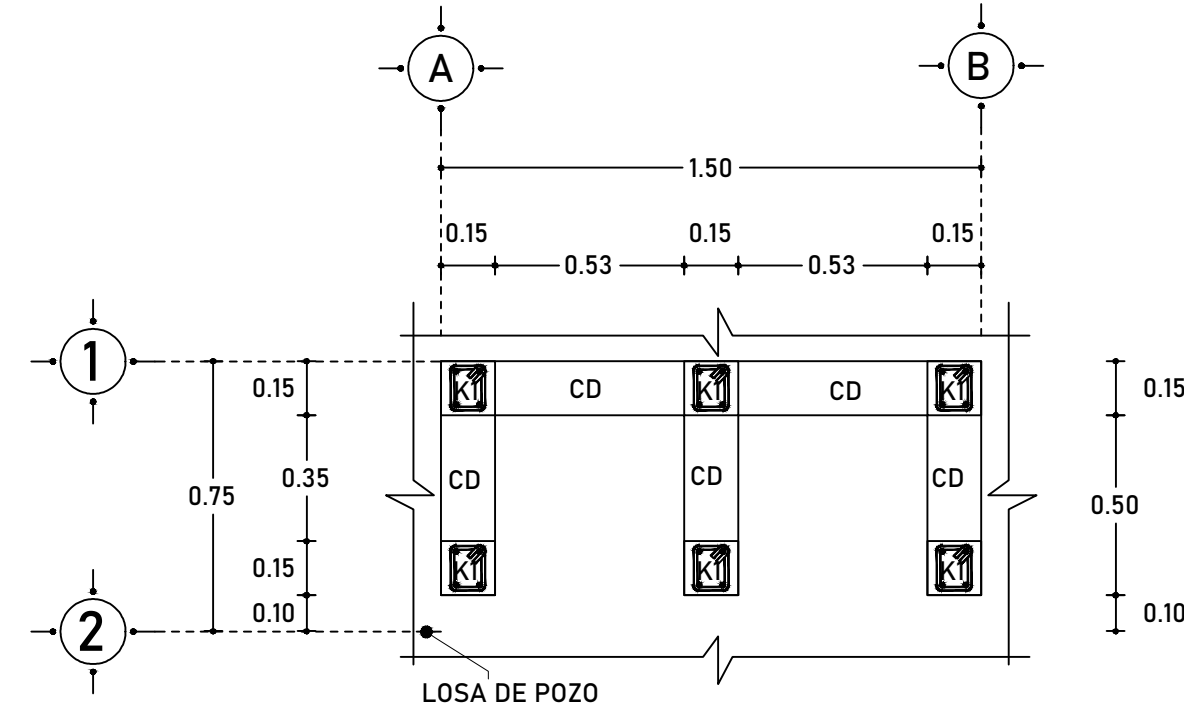 A B
1.50
0.15 0.15 0.15
0.53 0.53
1
0.15 K1 CD K1 CD K1 0.15
0.35 CD CD CD
0.75 0.50
0.15 K1 K1 K1
0.10 0.10
2
LOSA DE POZO